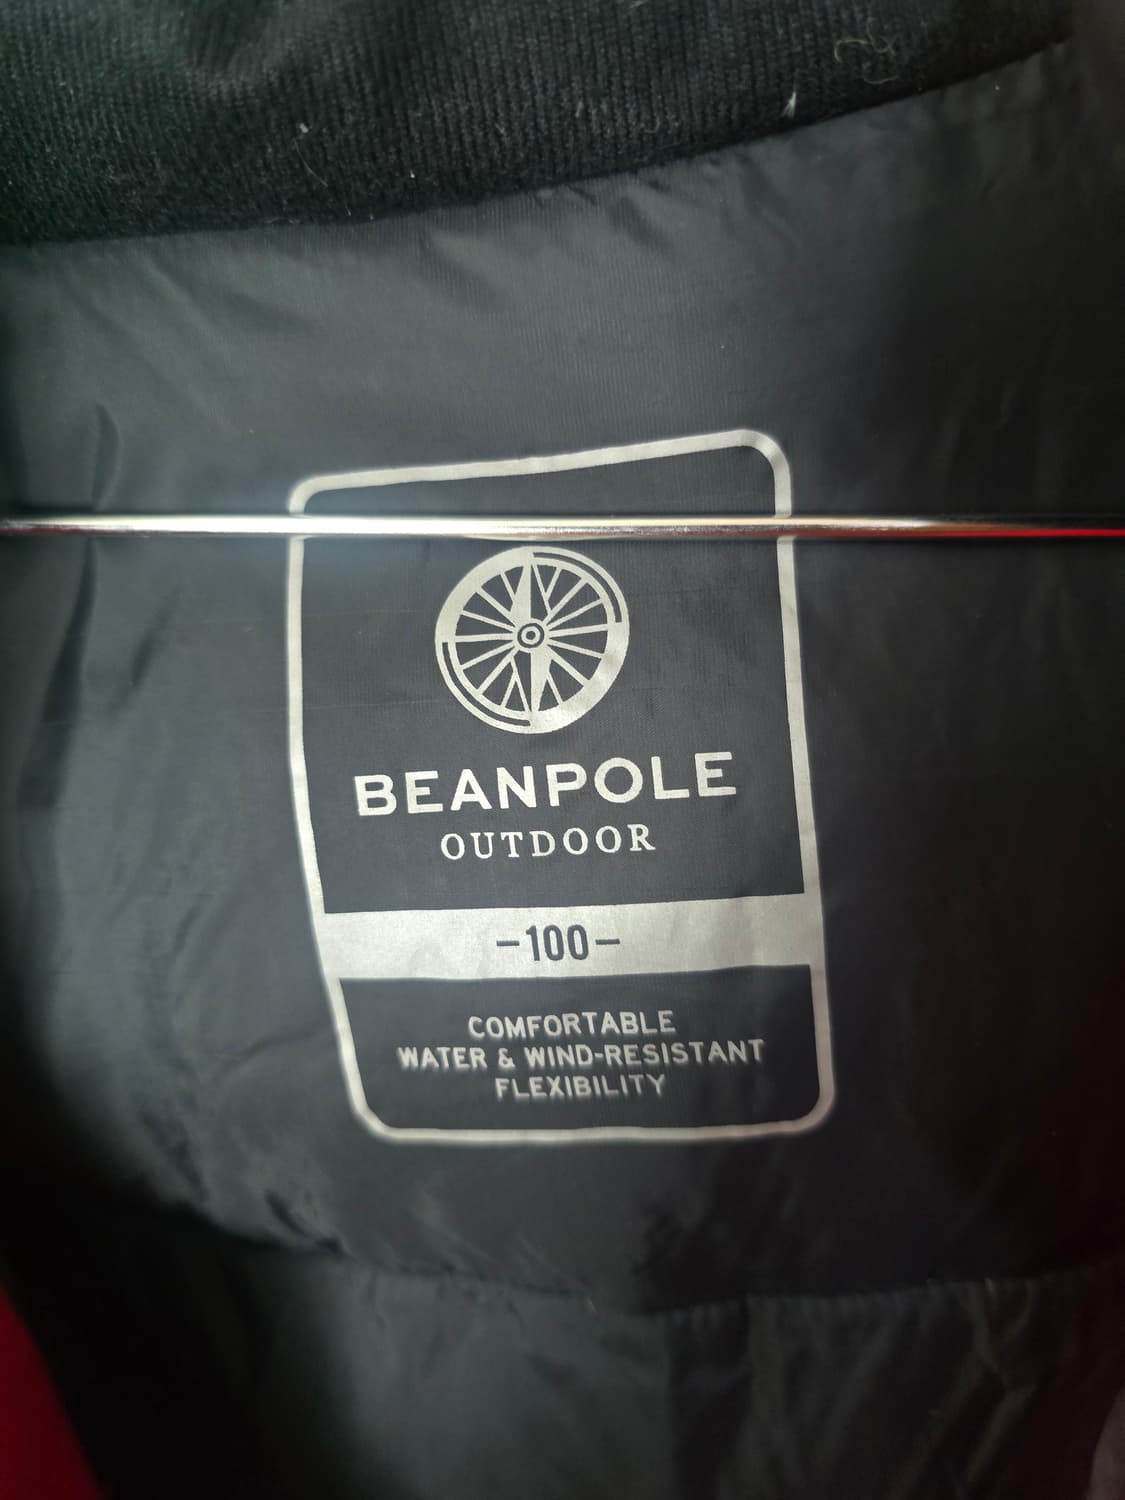 BEANPOLE
OUTDOOR
-100-
COMFORTABLE
WATER & WIND-RESISTANT
FLEXIBILITY